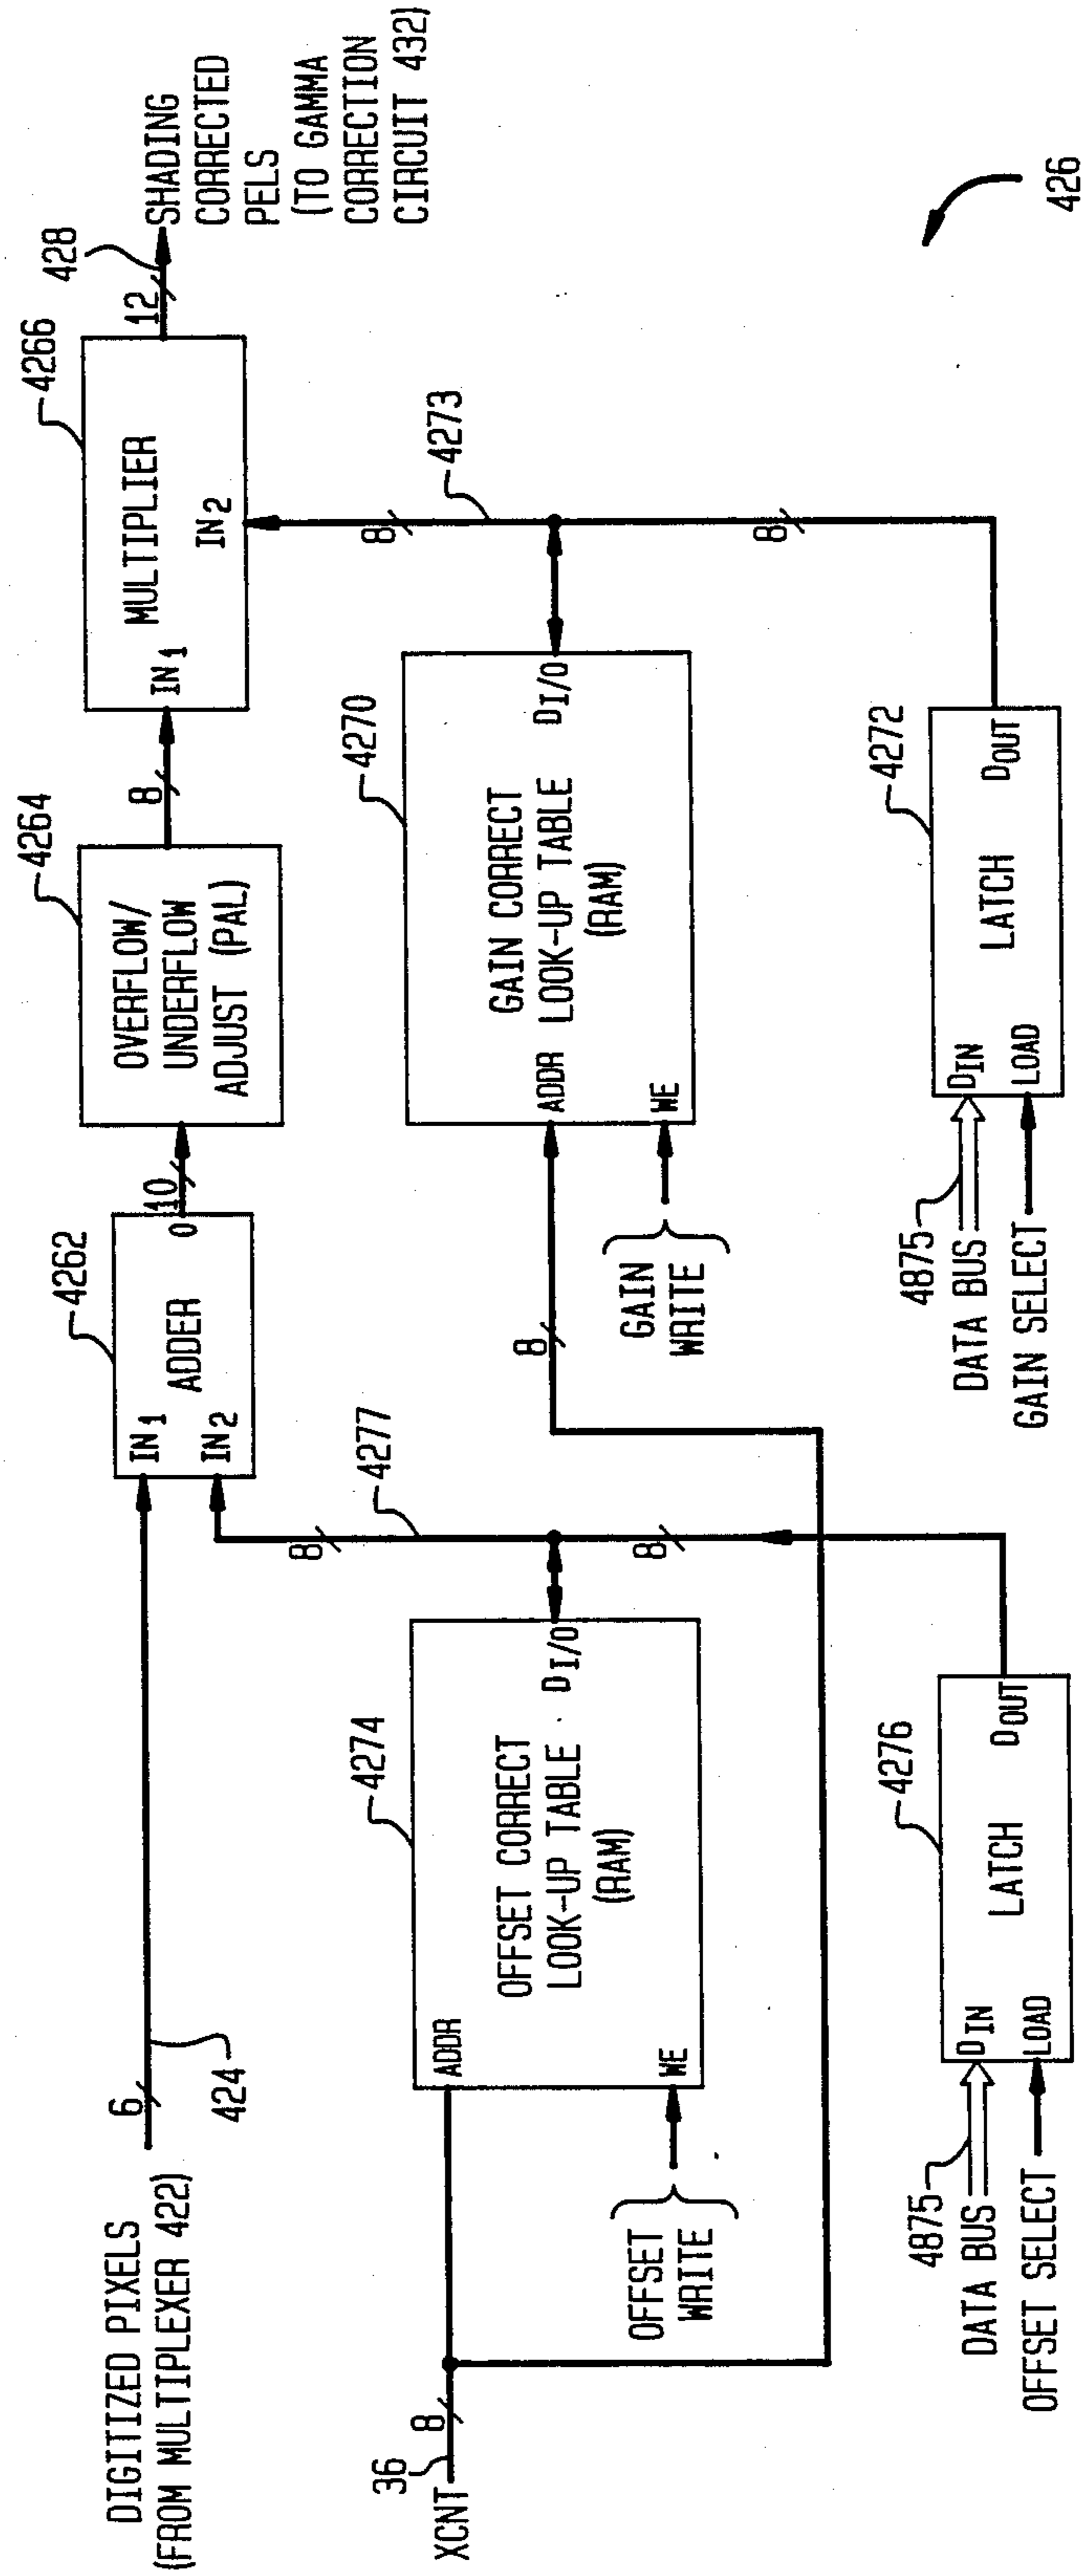 DIGITIZED PIXELS
(FROM MULTIPLEXER 422)
6
424
4262
IN1
IN2
ADDER
O
10
4264
OVERFLOW/
UNDERFLOW
ADJUST (PAL)
8
4266
IN1
MULTIPLIER
IN2
12
428
SHADING
CORRECTED
PELS
(TO GAMMA
CORRECTION
CIRCUIT 432)
36
XCNT
8
4274
ADDR
OFFSET CORRECT
LOOK-UP TABLE
(RAM)
DI/O
WE
OFFSET
WRITE
8
4277
8
8
4270
ADDR
GAIN CORRECT
LOOK-UP TABLE
(RAM)
DI/O
WE
GAIN
WRITE
8
4273
8
4875
DATA BUS
OFFSET SELECT
4276
DIN
LOAD
LATCH
DOUT
4875
DATA BUS
GAIN SELECT
4272
DIN
LOAD
LATCH
DOUT
426